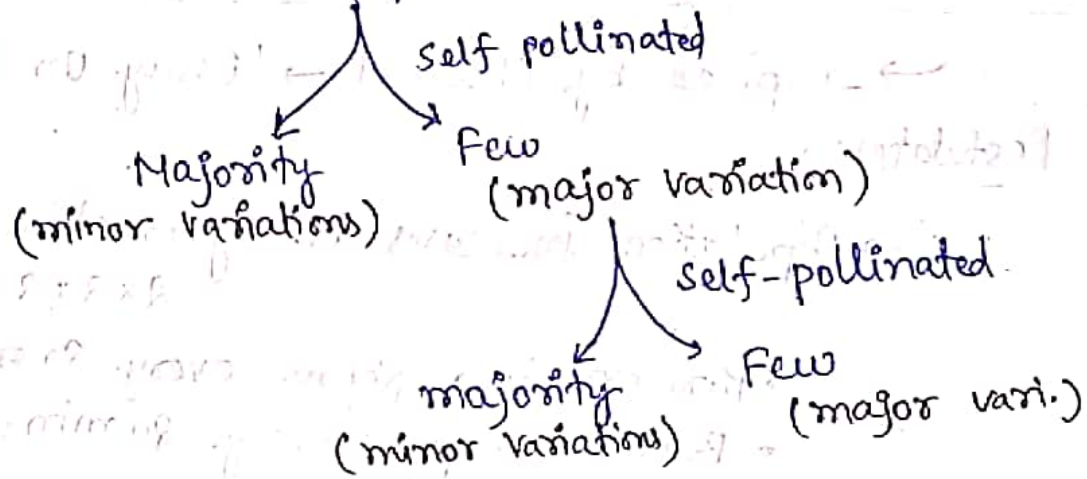 self pollinated
Majority
(minor variations)
Few
(major variation)
self-pollinated.
majority
(minor variations)
Few
(major vari.)